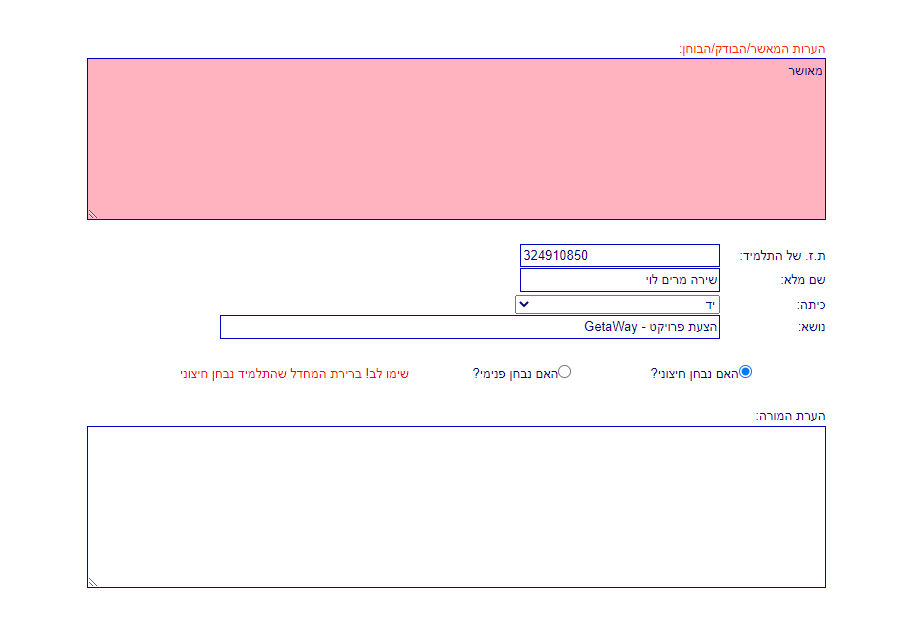 הערות המאשר/הבודק/הבוחן:
מאושר
ת.ז. של התלמיד: 324910850
שם מלא: שירה מרים לוי
כיתה: יד
נושא: הצעת פרויקט - GetaWay
האם נבחן חיצוני? האם נבחן פנימי? שימו לב! ברירת המחדל שהתלמיד נבחן חיצוני
הערת המורה: